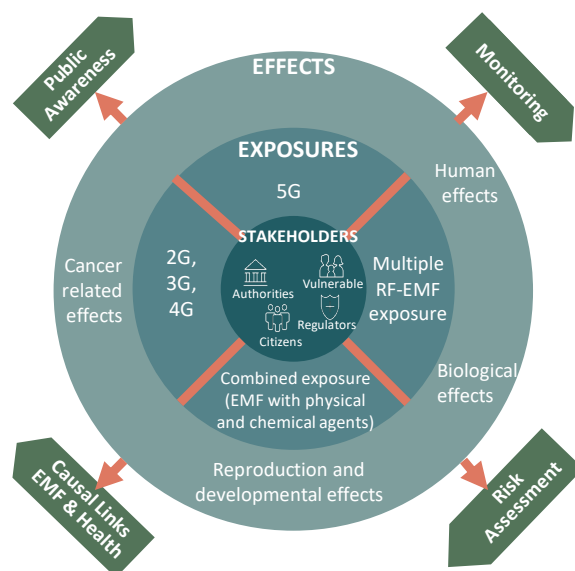 Public
Awareness
Monitoring
EFFECTS
EXPOSURES
5G
Human
effects
STAKEHOLDERS
Authorities
Vulnerable
Citizens
Regulators
2G,
3G,
4G
Cancer
related
effects
Multiple
RF-EMF
exposure
Combined exposure
(EMF with physical
and chemical agents)
Biological
effects
Reproduction and
developmental effects
Causal Links
EMF & Health
Risk
Assessment